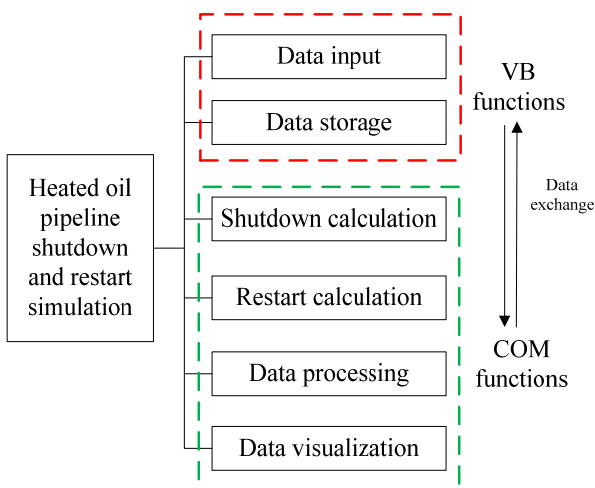 Data input
Data storage
VB
functions
Heated oil
pipeline
shutdown
and restart
simulation
Shutdown calculation
Restart calculation
Data processing
Data visualization
Data
exchange
COM
functions